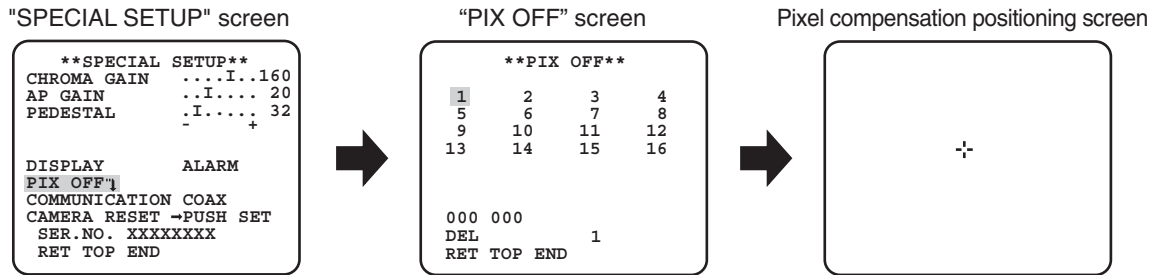 "SPECIAL SETUP" screen
**SPECIAL SETUP**
CHROMA GAIN ....I..160
AP GAIN ..I.... 20
PEDESTAL .I..... 32
- +
DISPLAY ALARM
PIX OFF
COMMUNICATION COAX
CAMERA RESET →PUSH SET
SER.NO. XXXXXXXX
RET TOP END
“PIX OFF” screen
**PIX OFF**
1 2 3 4
5 6 7 8
9 10 11 12
13 14 15 16
000 000
DEL 1
RET TOP END
Pixel compensation positioning screen